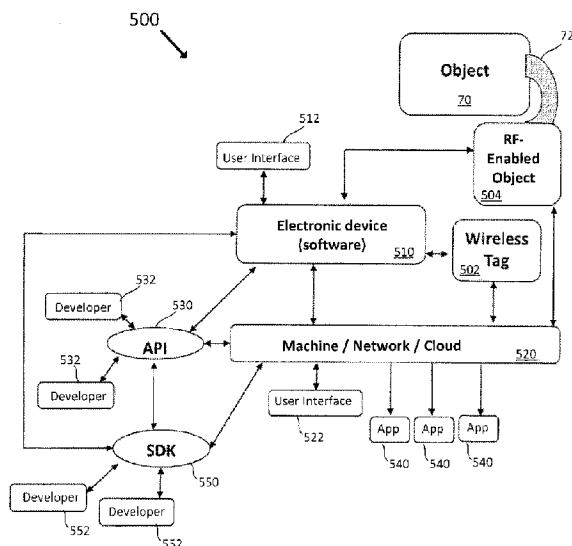 500
72
Object
70
512
User Interface
RF-
Enabled
Object
504
Electronic device
(software)
510
Wireless
Tag
502
532
Developer
530
API
532
Developer
Machine / Network / Cloud
520
User Interface
522
App
App
App
540
540
540
SDK
550
Developer
552
Developer
552